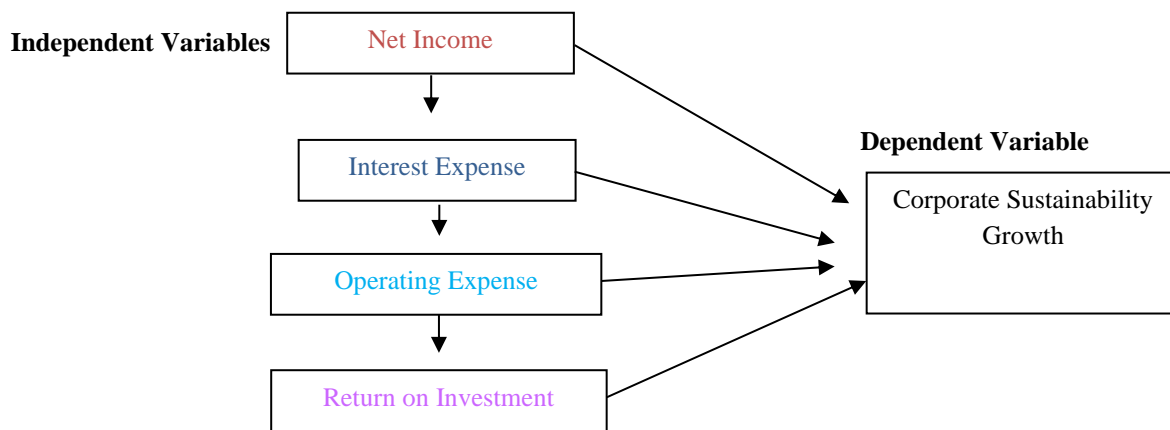 Independent Variables
Net Income
Interest Expense
Operating Expense
Return on Investment
Dependent Variable
Corporate Sustainability
Growth